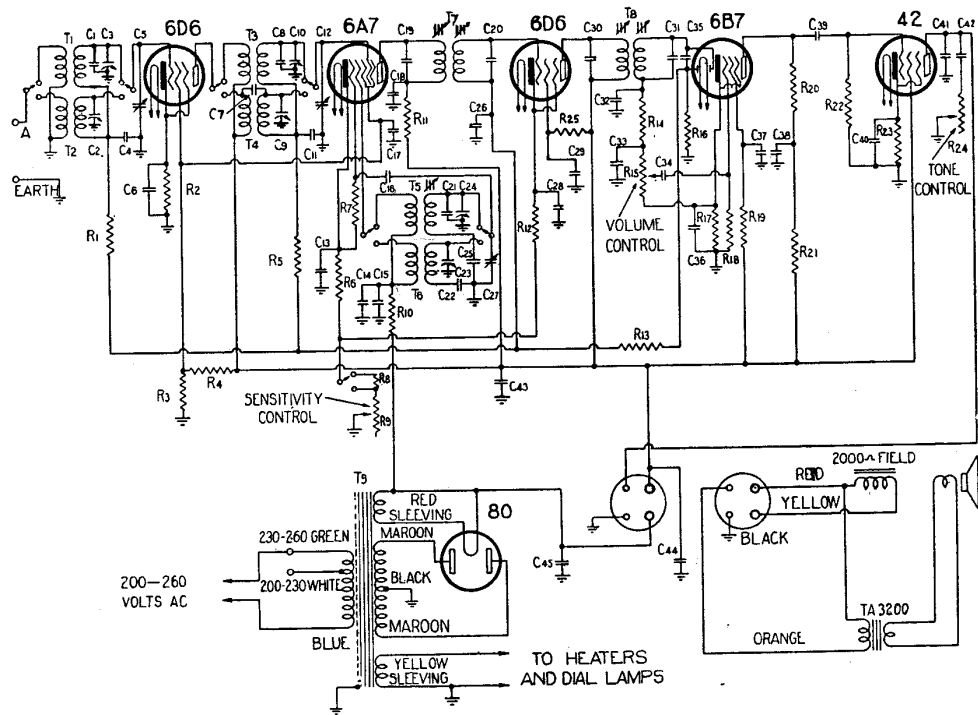 6D6
6A7
6D6
6B7
42
T1
C1
C3
C5
T3
C8
C10
C12
C19
T7
C20
C30
T8
C31
C35
C39
C41
C42
A
T2
C2
C4
C7
T4
C9
C11
C18
R11
C17
C26
R25
C29
C32
R14
C33
R15
C34
R16
C37
C38
R20
R22
C40
R23
R24
TONE
CONTROL
EARTH
C6
R2
R7
C16
T5
C21
C24
C28
R12
VOLUME
CONTROL
R17
C36
R18
R19
R21
R1
R5
C13
R6
C14
C15
R10
T6
C22
C23
C25
C27
R13
R3
R4
R8
R9
SENSITIVITY
CONTROL
C43
T9
RED
SLEEVING
80
MAROON
BLACK
MAROON
YELLOW
SLEEVING
230-260 GREEN
200-230 WHITE
200—260
VOLTS AC
BLUE
C45
C44
TO HEATERS
AND DIAL LAMPS
RED
YELLOW
BLACK
2000~ FIELD
ORANGE
TA 3200